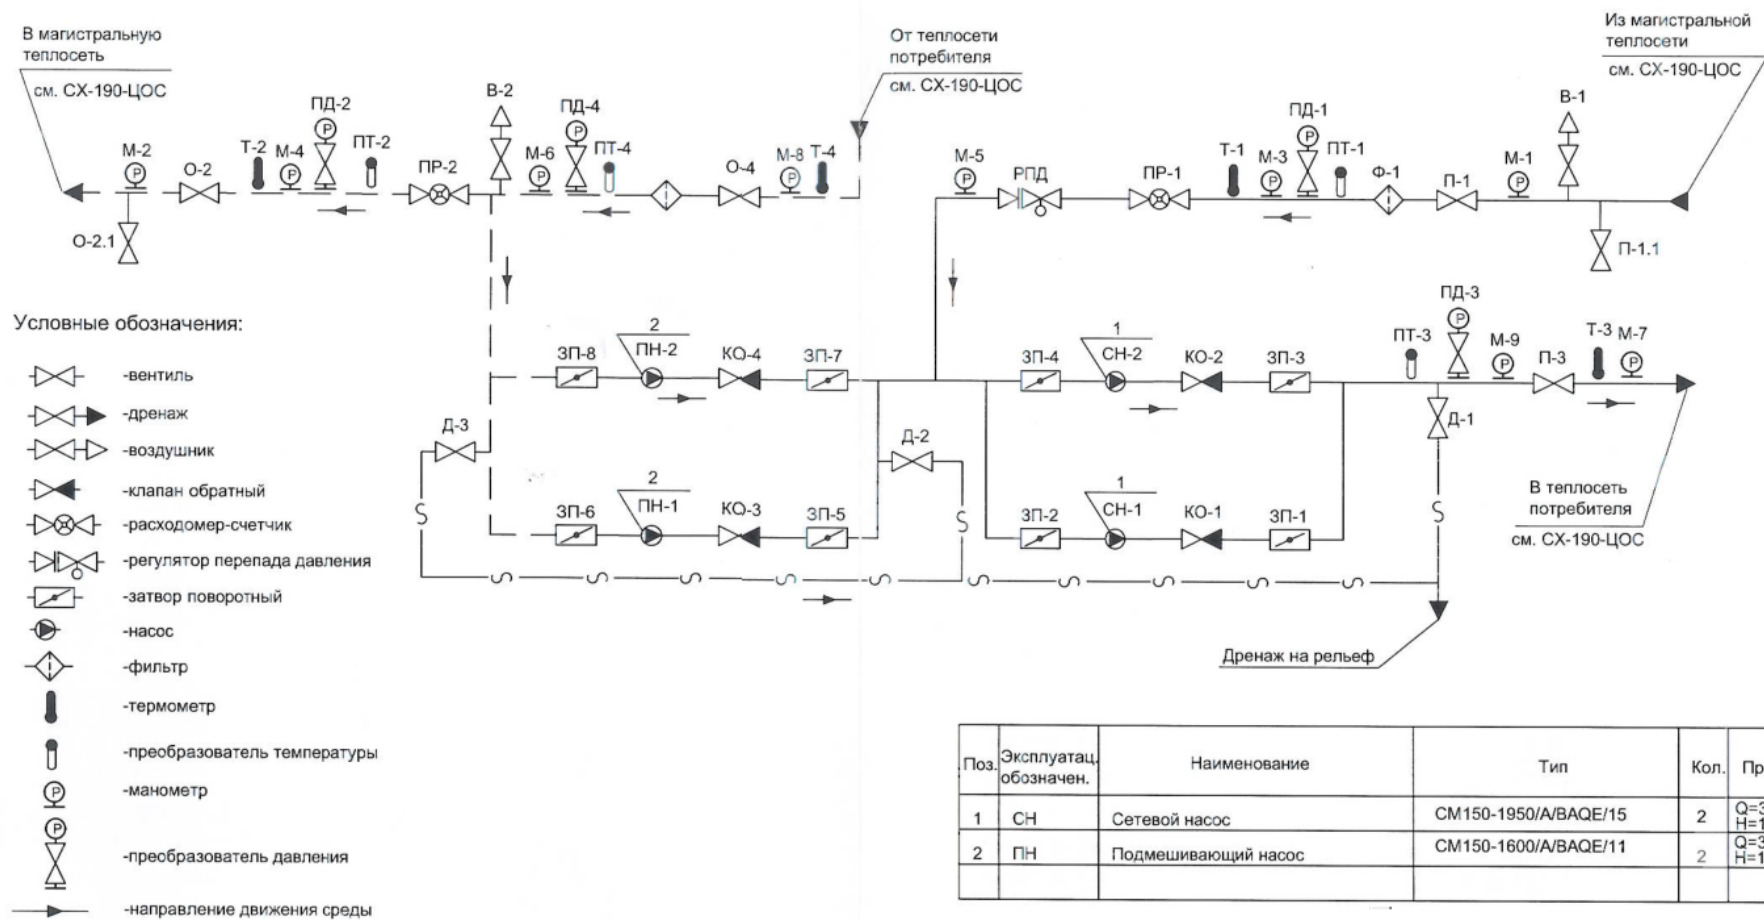 В магистральную
теплосеть
см. СХ-190-ЦОС
От теплосети
потребителя
см. СХ-190-ЦОС
Из магистральной
теплосети
см. СХ-190-ЦОС
М-2
О-2
Т-2
М-4
ПД-2
ПТ-2
ПР-2
В-2
М-6
ПД-4
ПТ-4
О-4
М-8
Т-4
М-5
РПД
ПР-1
Т-1
М-3
ПД-1
ПТ-1
Ф-1
П-1
М-1
В-1
О-2.1
П-1.1
Условные обозначения:
-вентиль
-дренаж
-воздушник
-клапан обратный
-расходомер-счетчик
-регулятор перепада давления
-затвор поворотный
-насос
-фильтр
-термометр
-преобразователь температуры
-манометр
-преобразователь давления
-направление движения среды
ЗП-8
2
ПН-2
КО-4
ЗП-7
ЗП-4
1
СН-2
КО-2
ЗП-3
ПТ-3
ПД-3
М-9
П-3
Т-3
М-7
Д-3
Д-2
Д-1
ЗП-6
2
ПН-1
КО-3
ЗП-5
ЗП-2
1
СН-1
КО-1
ЗП-1
В теплосеть
потребителя
см. СХ-190-ЦОС
Дренаж на рельеф
Поз. Эксплуатац. обозначен. Наименование Тип Кол. Пр
1 СН Сетевой насос СМ150-1950/А/BAQE/15 2 Q=3
H=1
2 ПН Подмешивающий насос СМ150-1600/А/BAQE/11 2 Q=3
H=1